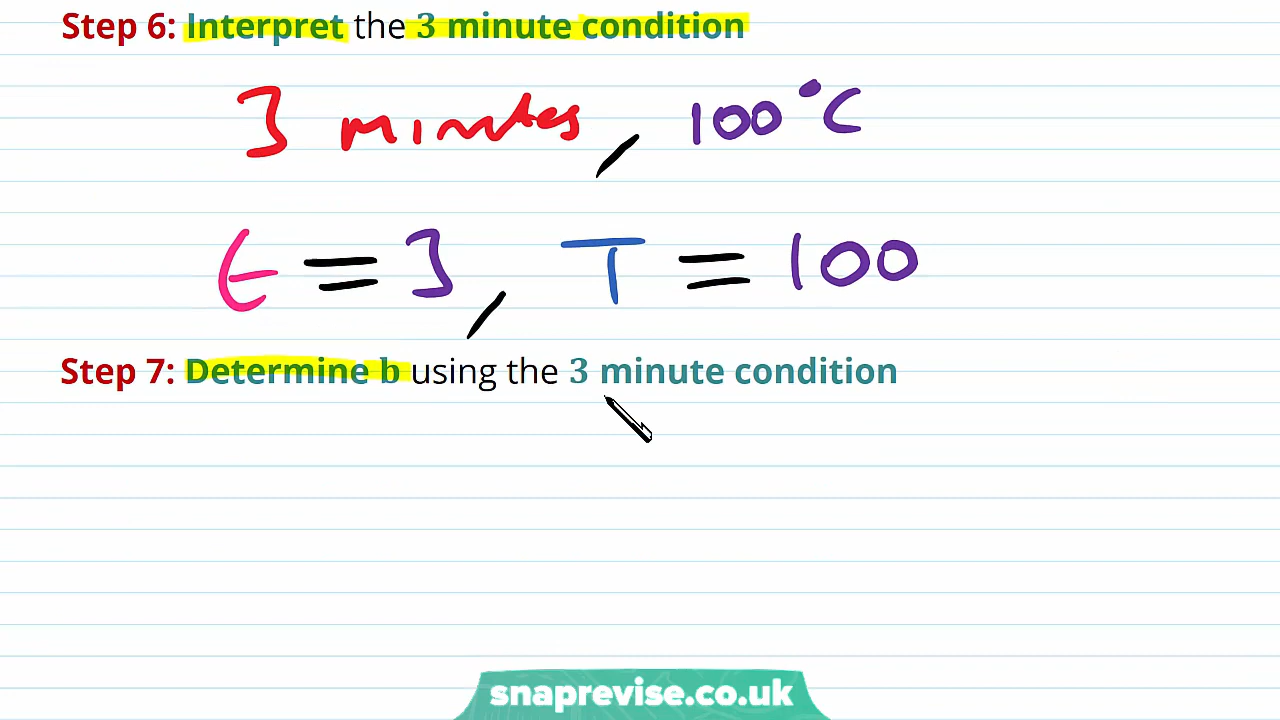 Step 6: Interpret the 3 minute condition
3 minutes, 100°C
t = 3, T = 100
Step 7: Determine b using the 3 minute condition
snaprevise.co.uk